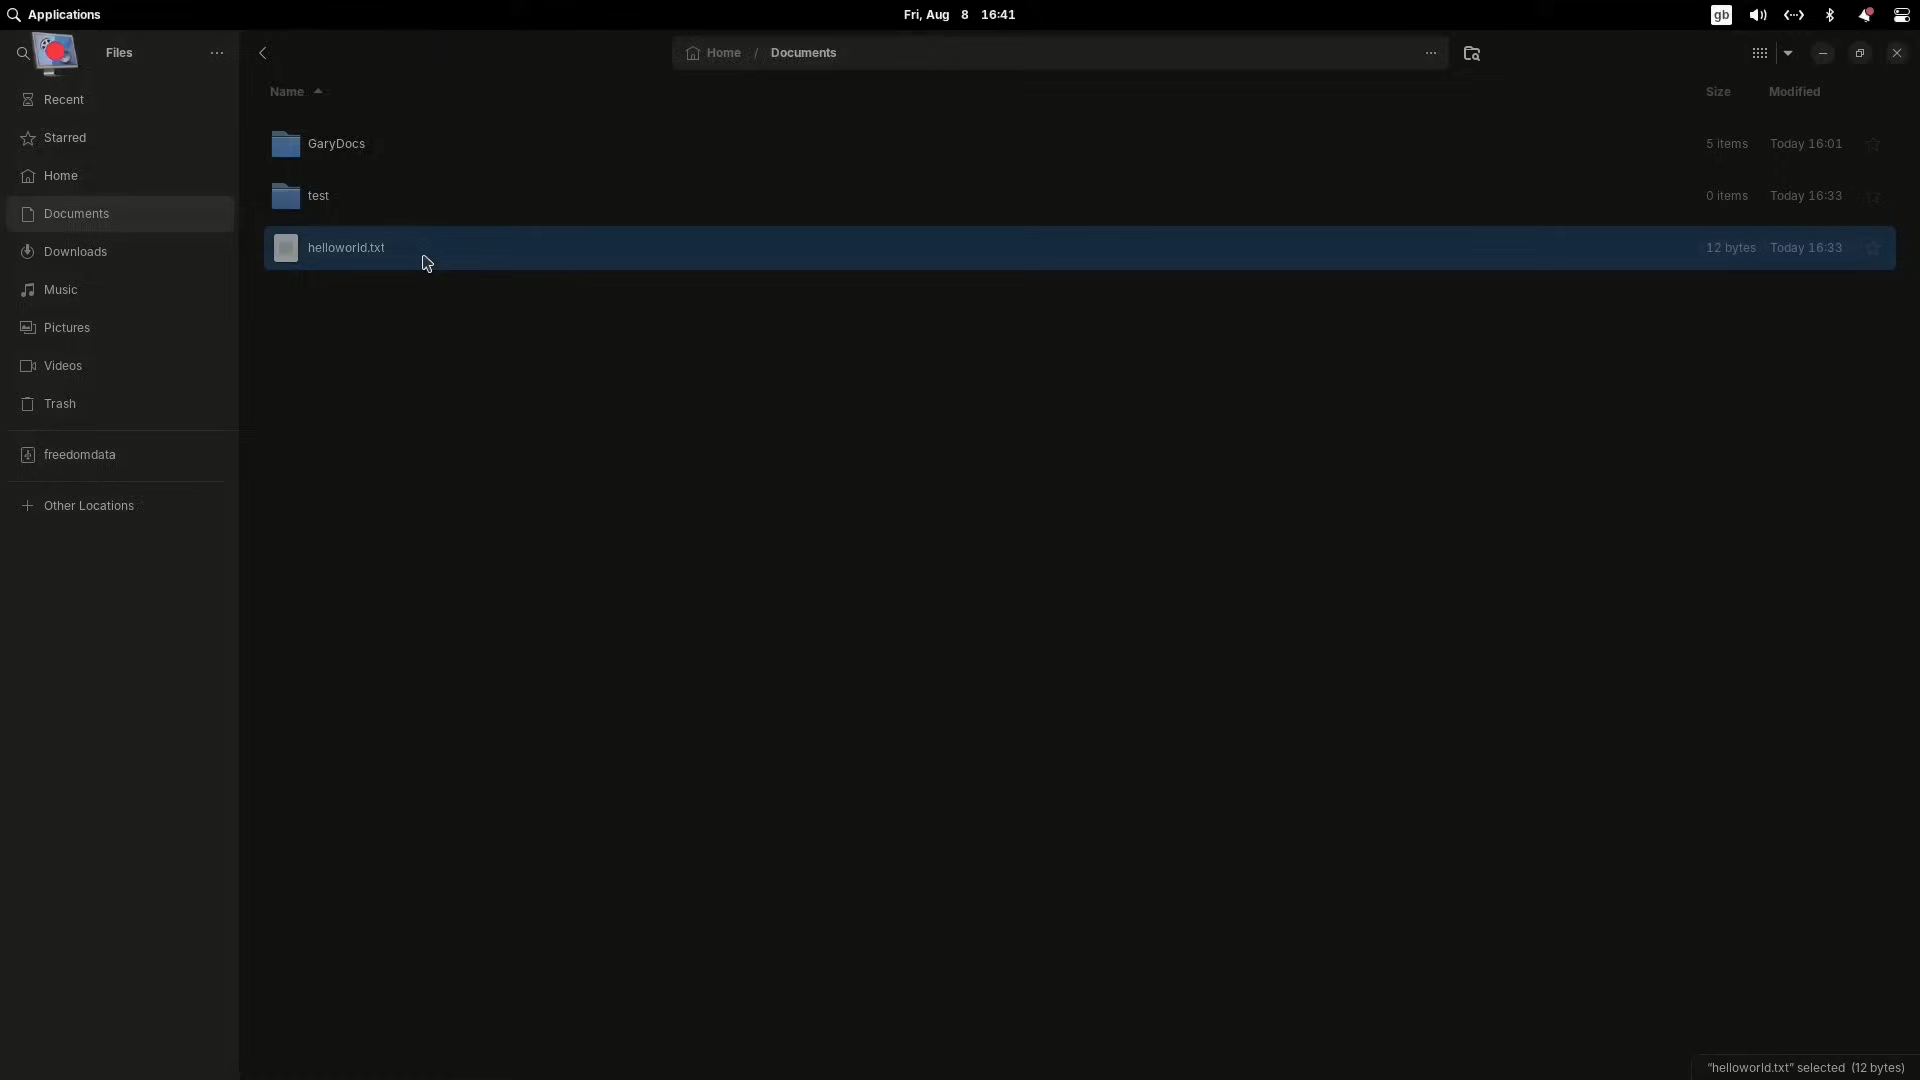 Applications
Fri, Aug 8 16:41
gb
Files
Home / Documents
Name
Size
Modified
Recent
Starred
Home
Documents
Downloads
Music
Pictures
Videos
Trash
freedomdata
Other Locations
GaryDocs
5 items
Today 16:01
test
0 items
Today 16:33
helloworld.txt
12 bytes
Today 16:33
“helloworld.txt” selected (12 bytes)